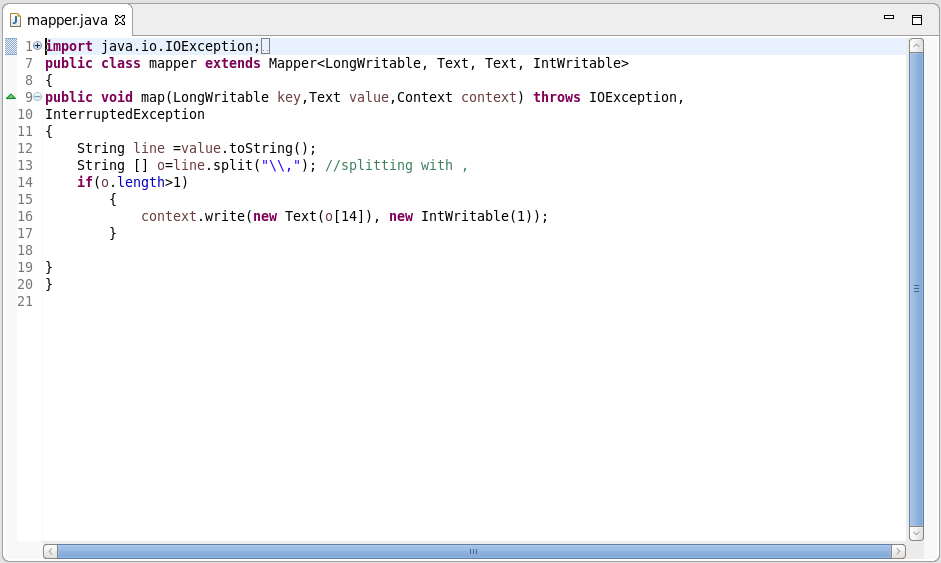 mapper.java
1 import java.io.IOException;
7 public class mapper extends Mapper<LongWritable, Text, Text, IntWritable>
8 {
9 public void map(LongWritable key,Text value,Context context) throws IOException,
10 InterruptedException
11 {
12     String line =value.toString();
13     String [] o=line.split("\\,"); //splitting with ,
14     if(o.length>1)
15         {
16             context.write(new Text(o[14]), new IntWritable(1));
17         }
18
19 }
20 }
21